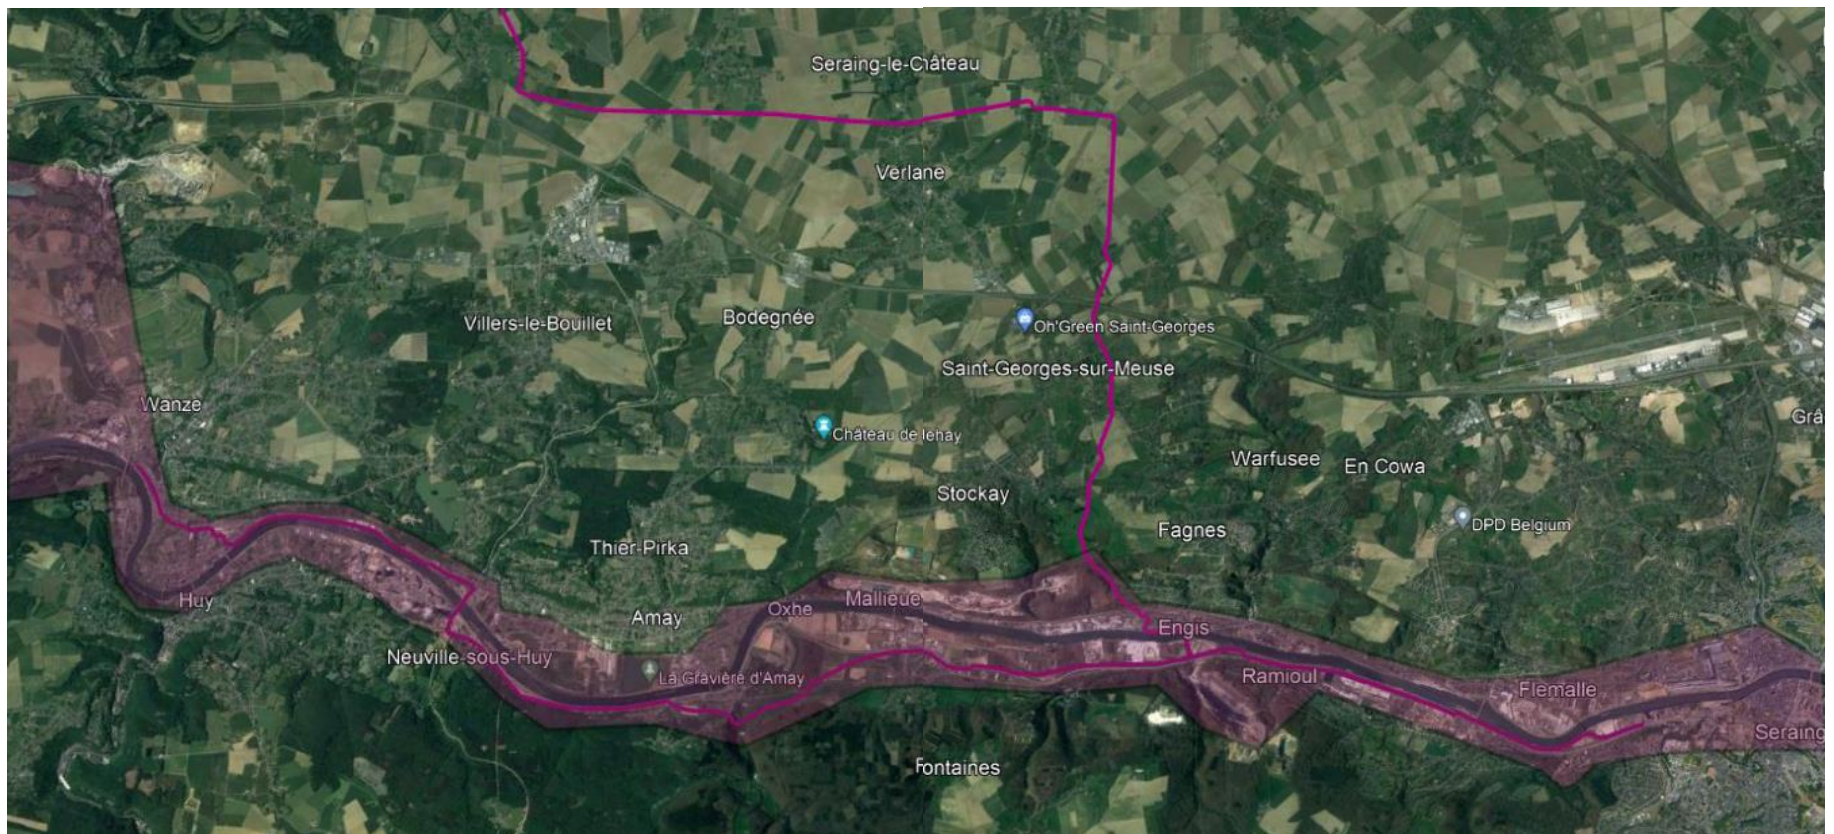 Seraing-le-Château
Verlane
Villers-le-Bouillet
Bodegnée
Oh'Green Saint-Georges
Saint-Georges-sur-Meuse
Wanze
Grâ
Château de Jehay
Warfusee
En Cowa
Stockay
DPD Belgium
Fagnes
Thier-Pirka
Huy
Mallieue
Oxhe
Amay
Engis
Neuville-sous-Huy
La Gravière d'Amay
Ramioul
Flemalle
Seraing
Fontaines